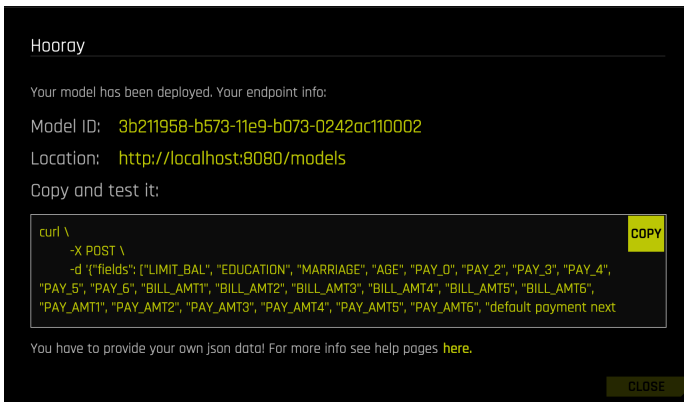 Hooray
Your model has been deployed. Your endpoint info:
Model ID: 3b211958-b573-11e9-b073-0242ac110002
Location: http://localhost:8080/models
Copy and test it:
curl \
COPY
-X POST \
-d '{"fields": ["LIMIT_BAL", "EDUCATION", "MARRIAGE", "AGE", "PAY_0", "PAY_2", "PAY_3", "PAY_4",
"PAY_5", "PAY_6", "BILL_AMT1", "BILL_AMT2", "BILL_AMT3", "BILL_AMT4", "BILL_AMT5", "BILL_AMT6",
"PAY_AMT1", "PAY_AMT2", "PAY_AMT3", "PAY_AMT4", "PAY_AMT5", "PAY_AMT6", "default payment next
You have to provide your own json data! For more info see help pages here.
CLOSE